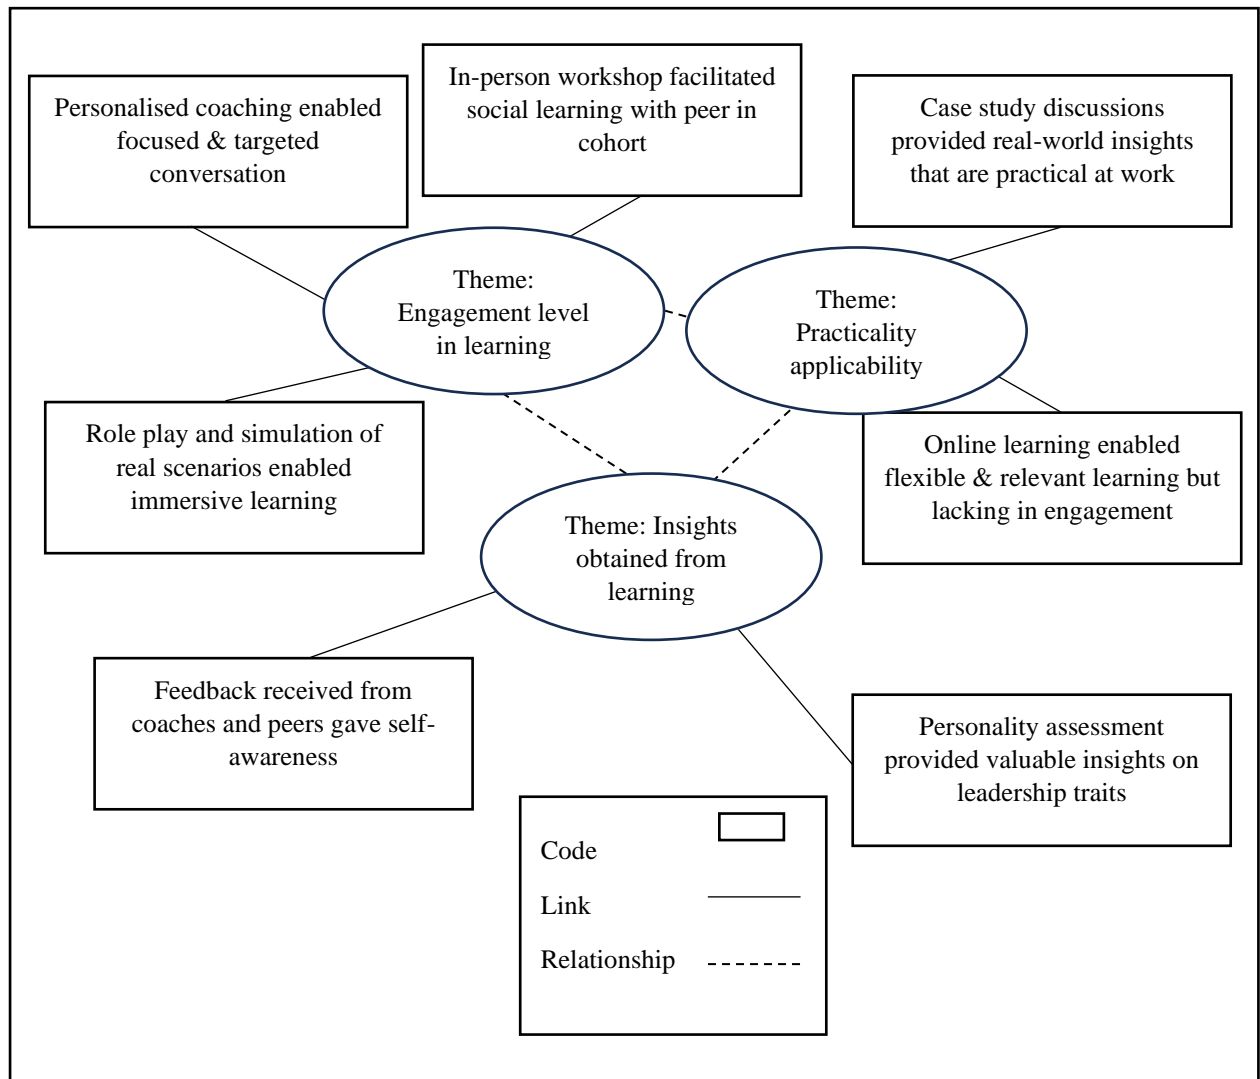 Personalised coaching enabled
focused & targeted
conversation
In-person workshop facilitated
social learning with peer in
cohort
Case study discussions
provided real-world insights
that are practical at work
Theme:
Engagement level
in learning
Theme:
Practicality
applicability
Role play and simulation of
real scenarios enabled
immersive learning
Online learning enabled
flexible & relevant learning but
lacking in engagement
Theme: Insights
obtained from
learning
Feedback received from
coaches and peers gave self-
awareness
Personality assessment
provided valuable insights on
leadership traits
Code
Link
Relationship